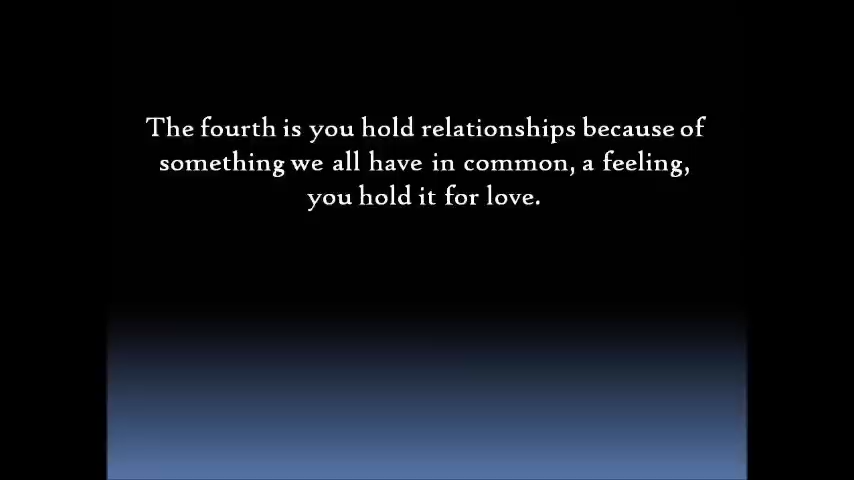 The fourth is you hold relationships because of
something we all have in common, a feeling,
you hold it for love.